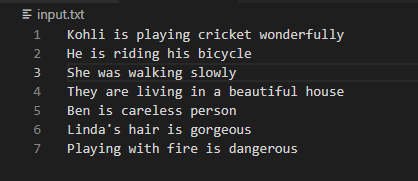 input.txt
1 Kohli is playing cricket wonderfully
2 He is riding his bicycle
3 She was walking slowly
4 They are living in a beautiful house
5 Ben is careless person
6 Linda's hair is gorgeous
7 Playing with fire is dangerous